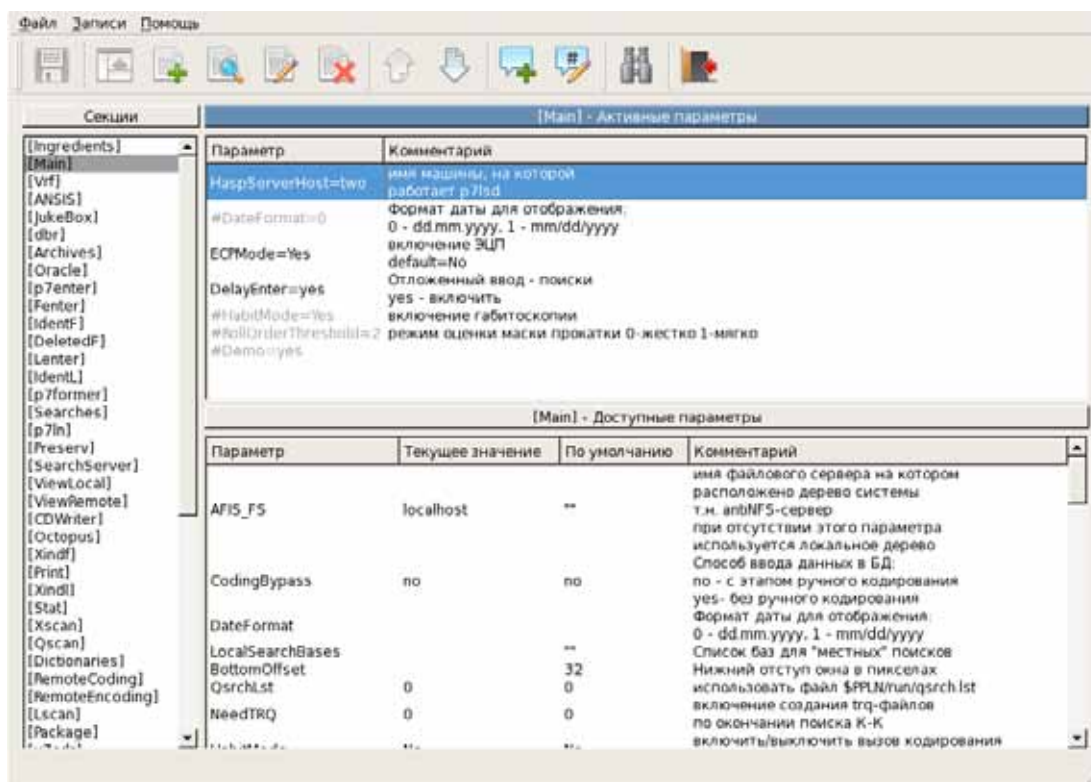 Файл Записи Помощь
Секции
[Ingredients]
[Main]
[Vrf]
[ANSIS]
[JukeBox]
[dbr]
[Archives]
[Oracle]
[p7enter]
[Fenter]
[IdentF]
[DeletedF]
[Lenter]
[IdentL]
[p7former]
[Searches]
[p7ln]
[Preserv]
[SearchServer]
[ViewLocal]
[ViewRemote]
[CDWriter]
[Octopus]
[Xindf]
[Print]
[Xindl]
[Stat]
[Xscan]
[Qscan]
[Dictionaries]
[RemoteCoding]
[RemoteEncoding]
[Lscan]
[Package]
[Main] - Активные параметры
Параметр Комментарий
HaspServerHost=two имя машины, на которой
работает p7lsd
#DateFormat=0 Формат даты для отображения:
0 - dd.mm.yyyy, 1 - mm/dd/yyyy
ECPMode=Yes включение ЭЦП
default=No
DelayEnter=yes Отложенный ввод - поиски
yes - включить
#HabitMode=Yes включение габитоскопии
#RollOrderThreshold=2 режим оценки маски прокатки 0-жестко 1-мягко
#Demo=yes
[Main] - Доступные параметры
Параметр Текущее значение По умолчанию Комментарий
AFIS_FS localhost "" имя файлового сервера на котором
расположено дерево системы
т.н. antNFS-сервер
при отсутствии этого параметра
используется локальное дерево
CodingBypass no no Способ ввода данных в БД:
no - с этапом ручного кодирования
yes- без ручного кодирования
DateFormat Формат даты для отображения:
0 - dd.mm.yyyy, 1 - mm/dd/yyyy
LocalSearchBases "" Список баз для "местных" поисков
BottomOffset 32 Нижний отступ окна в пикселах
QsrchLst 0 0 использовать файл $PPLN/run/qsrch.lst
NeedTRQ 0 0 включение создания trq-файлов
по окончании поиска К-К
включить/выключить вызов кодирования